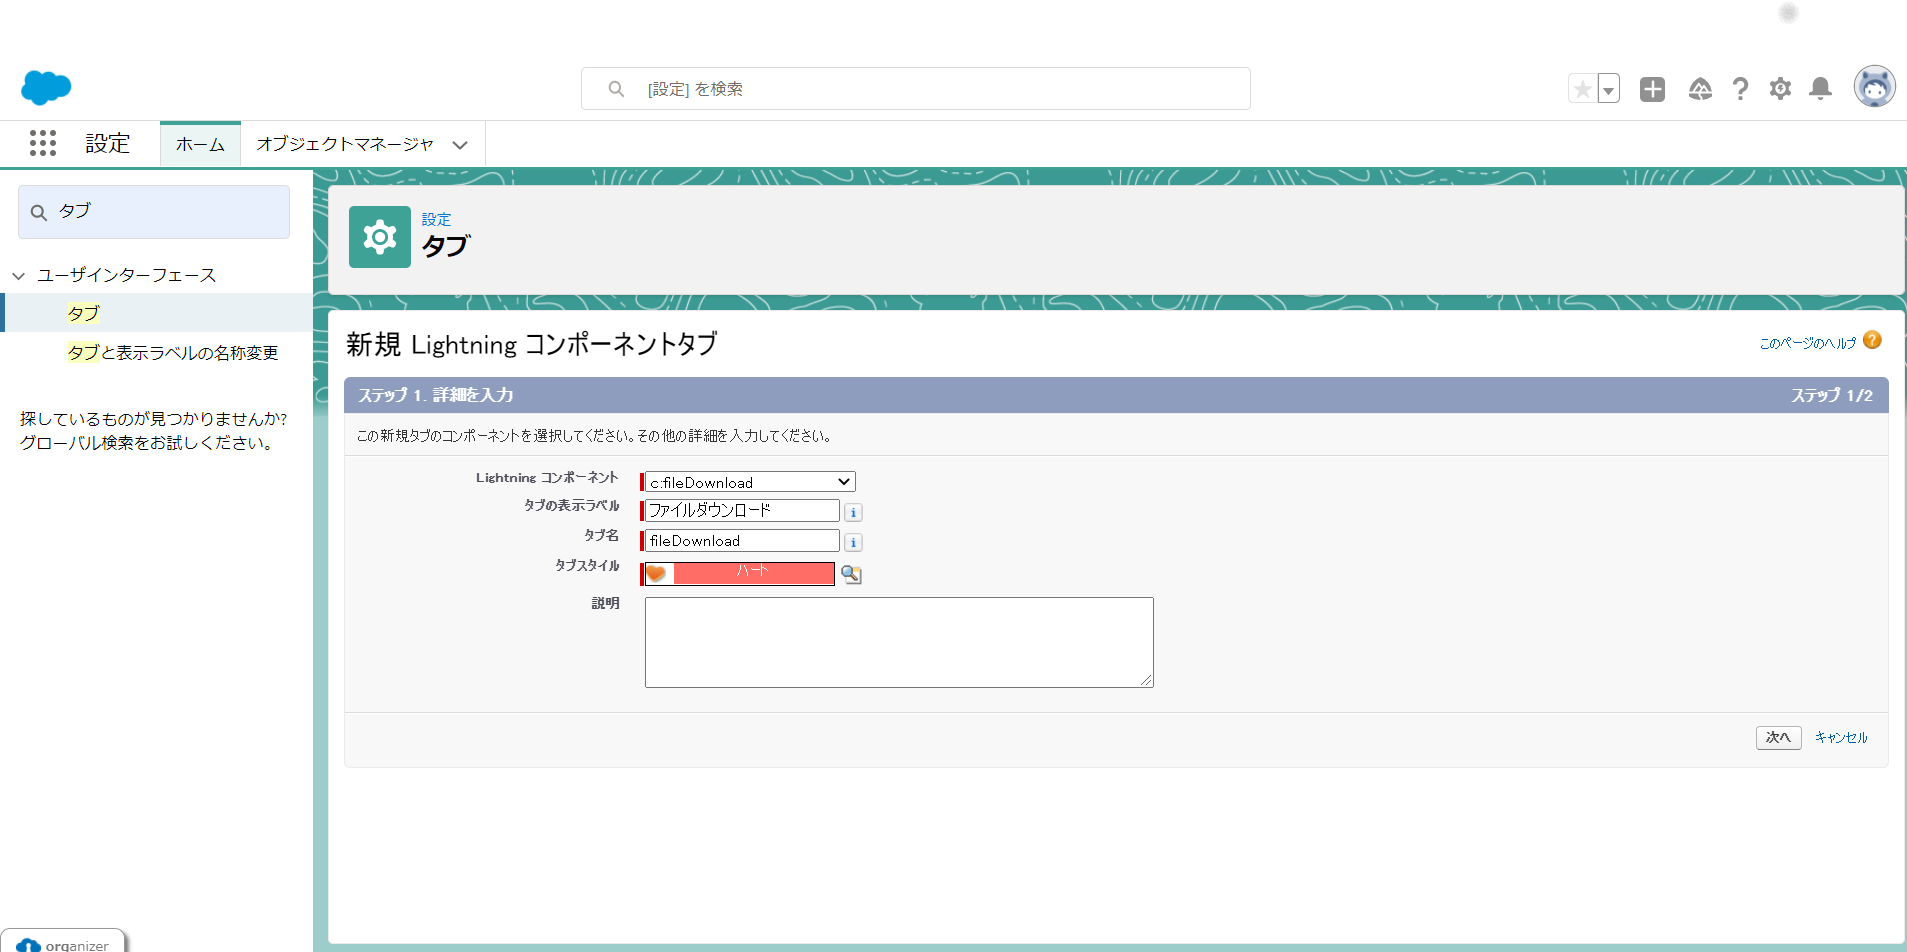 [設定] を検索
設定
ホーム
オブジェクトマネージャ
タブ
ユーザインターフェース
タブ
タブと表示ラベルの名称変更
探しているものが見つかりませんか?
グローバル検索をお試しください。
設定
タブ
新規 Lightning コンポーネントタブ
このページのヘルプ ?
ステップ 1. 詳細を入力
ステップ 1/2
この新規タブのコンポーネントを選択してください。その他の詳細を入力してください。
Lightning コンポーネント
c:fileDownload
タブの表示ラベル
ファイルダウンロード
タブ名
fileDownload
タブスタイル
ハート
説明
次へ
キャンセル
organizer